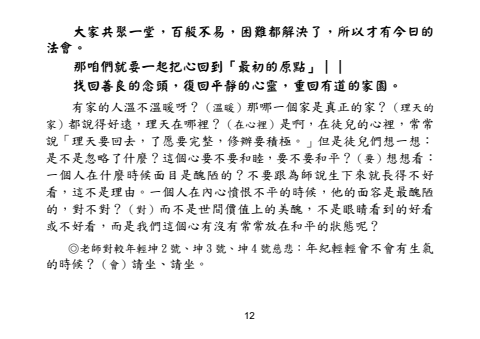 大家共聚一堂，百般不易，困難都解決了，所以才有今日的
法會。
那咱們就要一起把心回到「最初的原點」││
找回善良的念頭，復回平靜的心靈，重回有道的家園。
有家的人溫不溫暖呀？（溫暖）那哪一個家是真正的家？（理天的
家）都說得好遠，理天在哪裡？（在心裡）是啊，在徒兒的心裡，常常
說「理天要回去，了愿要完整，修辦要積極。」但是徒兒們想一想：
是不是忽略了什麼？這個心要不要和睦，要不要和平？（要）想想看：
一個人在什麼時候面目是醜陋的？不要跟為師說生下來就長得不好
看，這不是理由。一個人在內心憤恨不平的時候，他的面容是最醜陋
的，對不對？（對）而不是世間價值上的美醜，不是眼睛看到的好看
或不好看，而是我們這個心有沒有常常放在和平的狀態呢？
◎老師對較年輕坤2號、坤3號、坤4號慈悲：年紀輕輕會不會有生氣
的時候？（會）請坐、請坐。
12